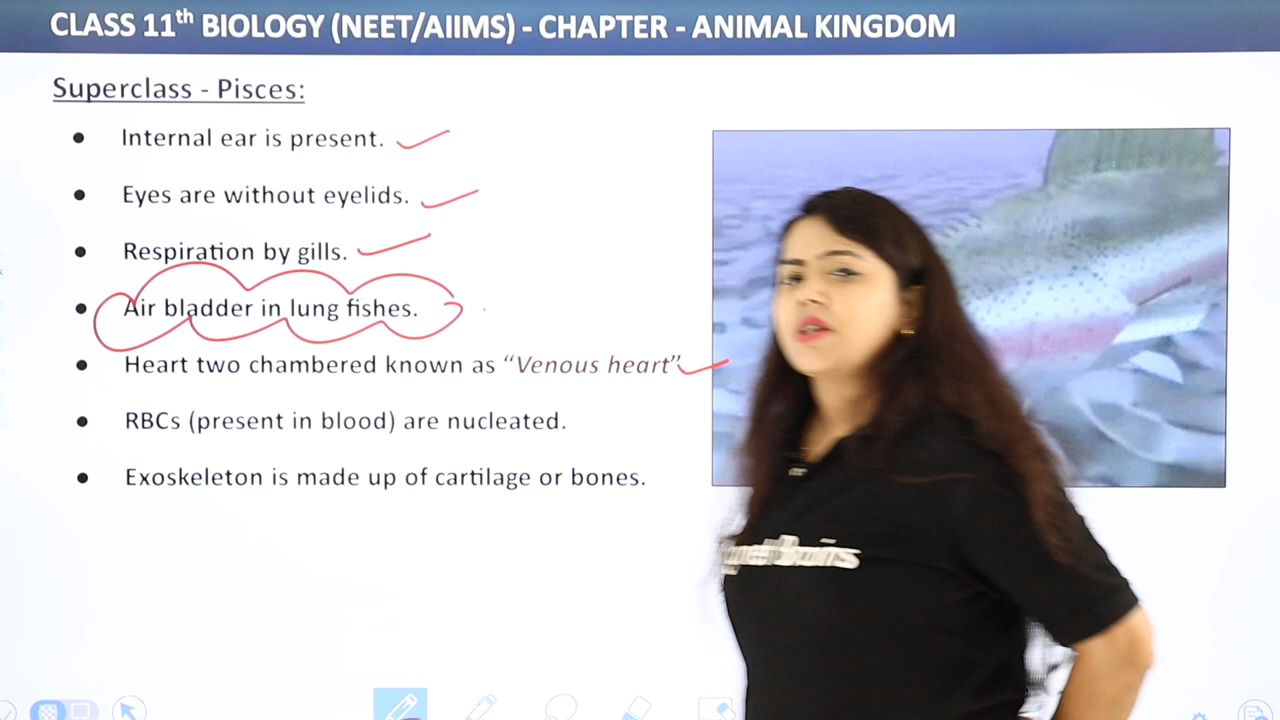 CLASS 11th BIOLOGY (NEET/AIIMS) - CHAPTER - ANIMAL KINGDOM
Superclass - Pisces:
● Internal ear is present.
● Eyes are without eyelids.
● Respiration by gills.
● Air bladder in lung fishes.
● Heart two chambered known as “Venous heart”
● RBCs (present in blood) are nucleated.
● Exoskeleton is made up of cartilage or bones.